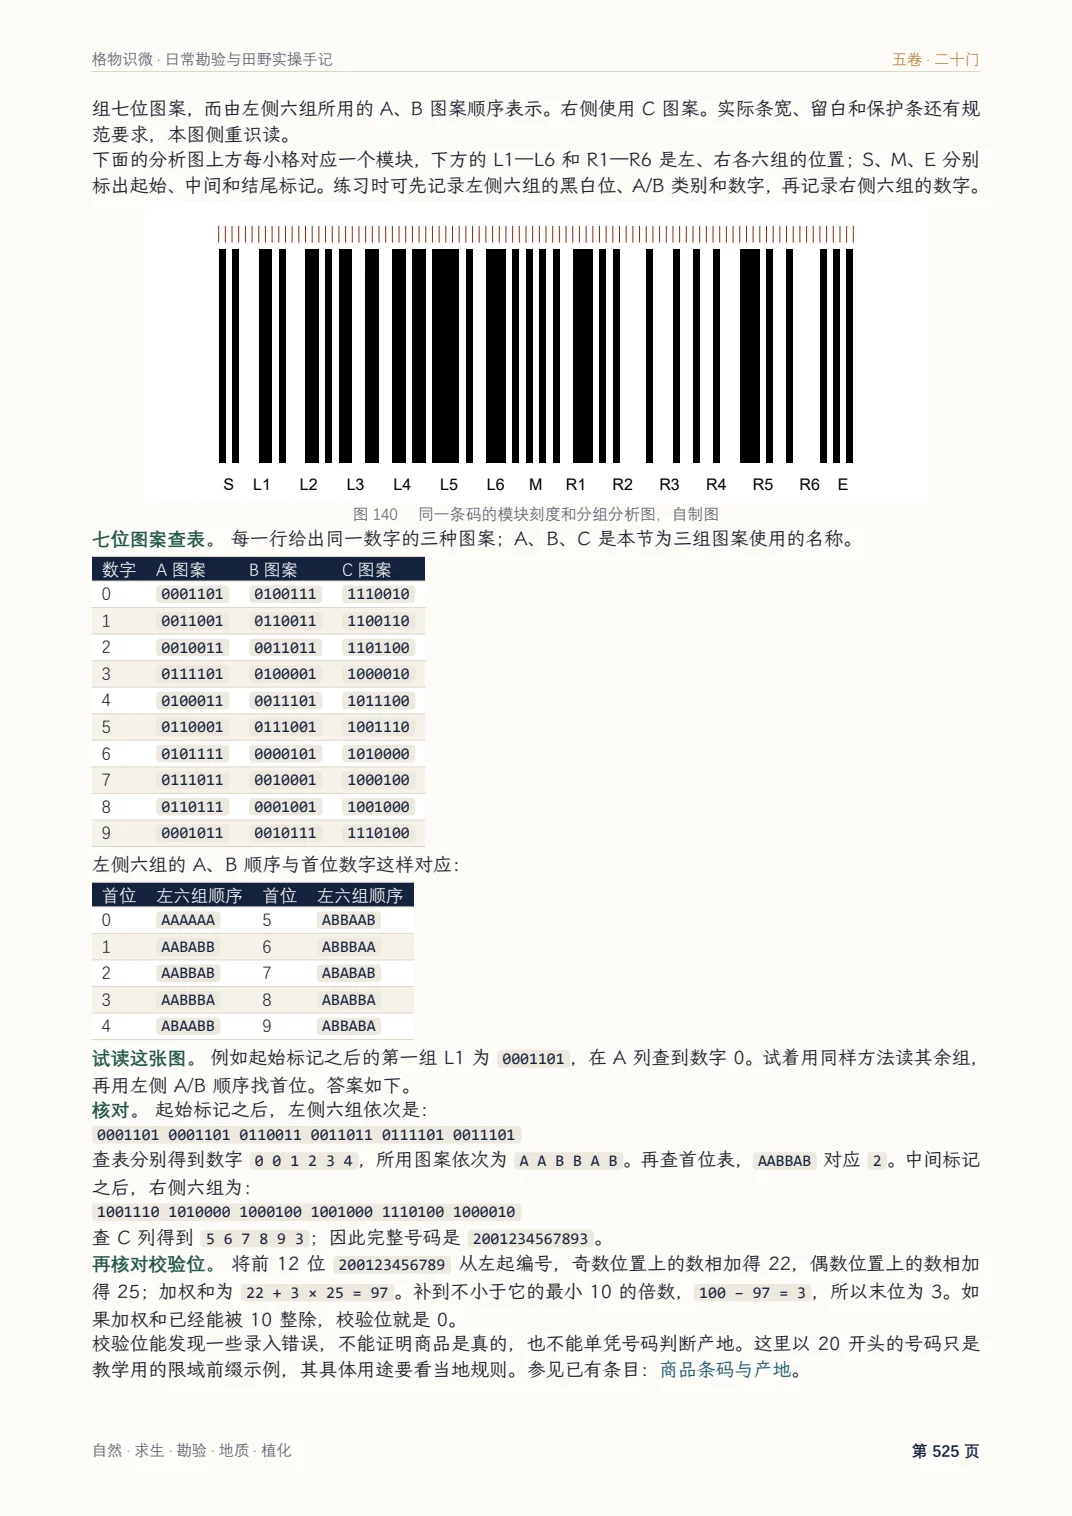 格物识微 · 日常勘验与田野实操手记
五卷 · 二十门
组七位图案，而由左侧六组所用的 A、B 图案顺序表示。右侧使用 C 图案。实际条宽、留白和保护条还有规
范要求，本图侧重识读。
下面的分析图上方每小格对应一个模块，下方的 L1—L6 和 R1—R6 是左、右各六组的位置；S、M、E 分别
标出起始、中间和结尾标记。练习时可先记录左侧六组的黑白位、A/B 类别和数字，再记录右侧六组的数字。
S L1 L2 L3 L4 L5 L6 M R1 R2 R3 R4 R5 R6 E
图 140 同一条码的模块刻度和分组分析图，自制图
七位图案查表。 每一行给出同一数字的三种图案；A、B、C 是本节为三组图案使用的名称。
数字 A 图案 B 图案 C 图案
0 0001101 0100111 1110010
1 0011001 0110011 1100110
2 0010011 0011011 1101100
3 0111101 0100001 1000010
4 0100011 0011101 1011100
5 0110001 0111001 1001110
6 0101111 0000101 1010000
7 0111011 0010001 1000100
8 0110111 0001001 1001000
9 0001011 0010111 1110100
左侧六组的 A、B 顺序与首位数字这样对应：
首位 左六组顺序 首位 左六组顺序
0 AAAAAA 5 ABBAAB
1 AABABB 6 ABBBAA
2 AABBAB 7 ABABAB
3 AABBBA 8 ABABBA
4 ABAABB 9 ABBABA
试读这张图。 例如起始标记之后的第一组 L1 为 0001101，在 A 列查到数字 0。试着用同样方法读其余组，
再用左侧 A/B 顺序找首位。答案如下。
核对。 起始标记之后，左侧六组依次是：
0001101 0001101 0110011 0011011 0111101 0011101
查表分别得到数字 0 0 1 2 3 4，所用图案依次为 A A B B A B。再查首位表，AABBAB 对应 2。中间标记
之后，右侧六组为：
1001110 1010000 1000100 1001000 1110100 1000010
查 C 列得到 5 6 7 8 9 3；因此完整号码是 2001234567893。
再核对校验位。 将前 12 位 200123456789 从左起编号，奇数位置上的数相加得 22，偶数位置上的数相加
得 25；加权和为 22 + 3 × 25 = 97。补到不小于它的最小 10 的倍数，100 − 97 = 3，所以末位为 3。如
果加权和已经能被 10 整除，校验位就是 0。
校验位能发现一些录入错误，不能证明商品是真的，也不能单凭号码判断产地。这里以 20 开头的号码只是
教学用的限域前缀示例，其具体用途要看当地规则。参见已有条目：商品条码与产地。
自然 · 求生 · 勘验 · 地质 · 植化
第 525 页